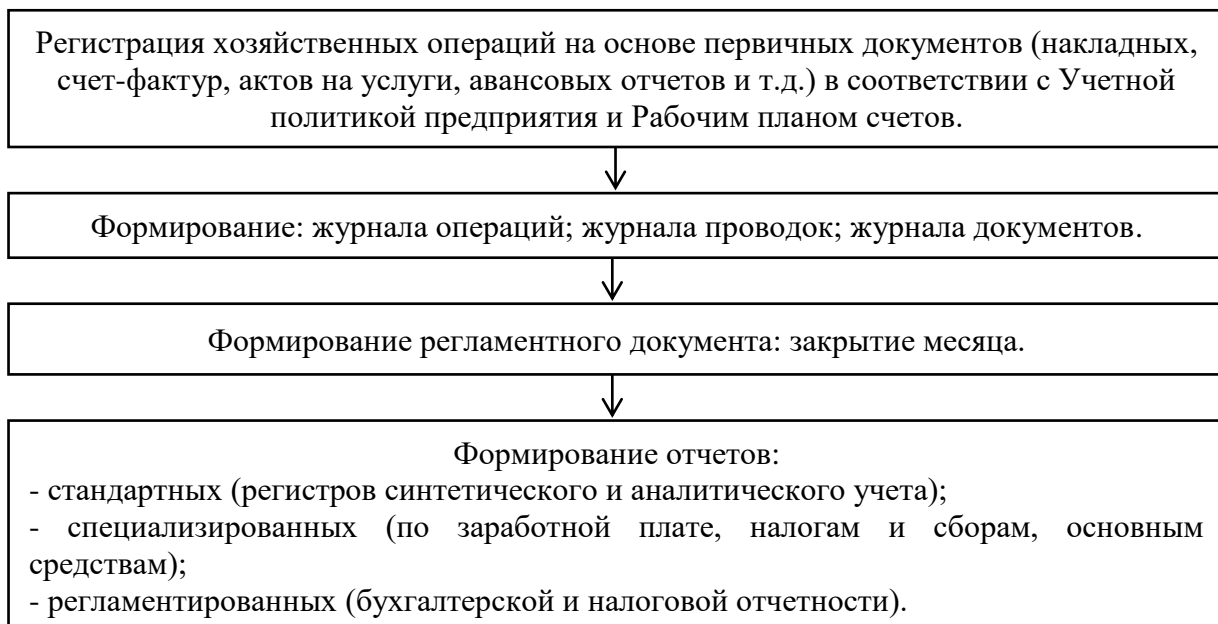 Регистрация хозяйственных операций на основе первичных документов (накладных,
счет-фактур, актов на услуги, авансовых отчетов и т.д.) в соответствии с Учетной
политикой предприятия и Рабочим планом счетов.
Формирование: журнала операций; журнала проводок; журнала документов.
Формирование регламентного документа: закрытие месяца.
Формирование отчетов:
- стандартных (регистров синтетического и аналитического учета);
- специализированных (по заработной плате, налогам и сборам, основным
средствам);
- регламентированных (бухгалтерской и налоговой отчетности).